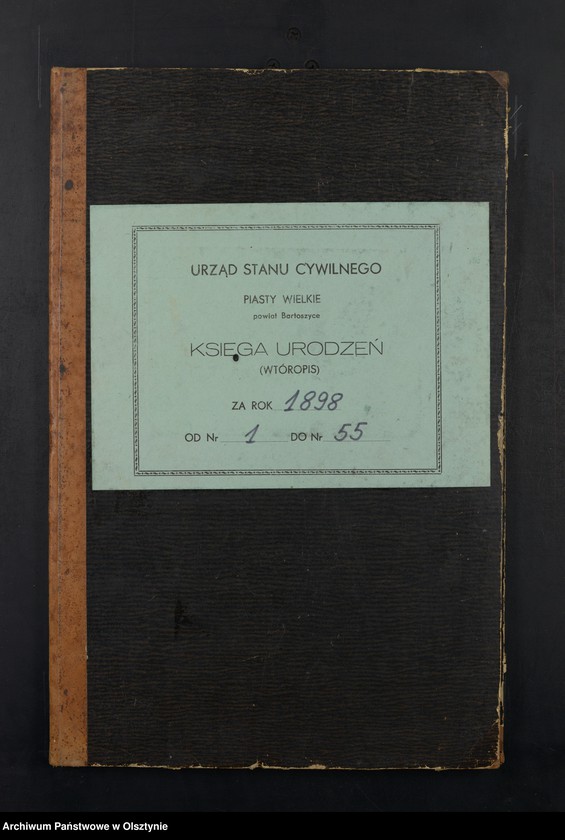 URZĄD STANU CYWILNEGO
PIASTY WIELKIE
powiat Bartoszyce
KSIĘGA URODZEŃ
(WTÓROPIS)
ZA ROK 1898
OD Nr 1 DO Nr 55
Archiwum Państwowe w Olsztynie